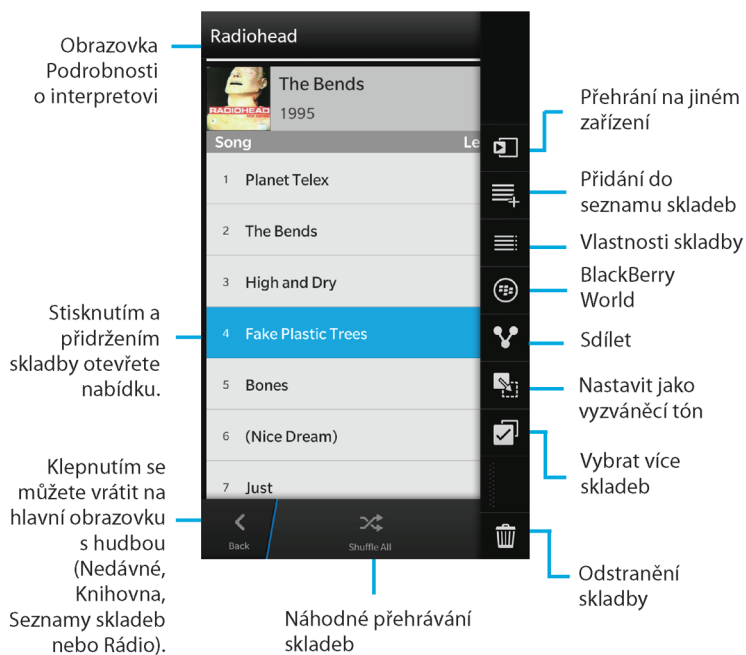 Obrazovka
Podrobnosti
o interpretovi
Stisknutím a
přidržením
skladby otevřete
nabídku.
Klepnutím se
můžete vrátit na
hlavní obrazovku
s hudbou
(Nedávné,
Knihovna,
Seznamy skladeb
nebo Rádio).
Radiohead
RADIOHEAD
The Bends
1995
Song Le
1 Planet Telex
2 The Bends
3 High and Dry
4 Fake Plastic Trees
5 Bones
6 (Nice Dream)
7 Just
Back
Shuffle All
Náhodné přehrávání
skladeb
Přehrání na jiném
zařízení
Přidání do
seznamu skladeb
Vlastnosti skladby
BlackBerry
World
Sdílet
Nastavit jako
vyzváněcí tón
Vybrat více
skladeb
Odstranění
skladby